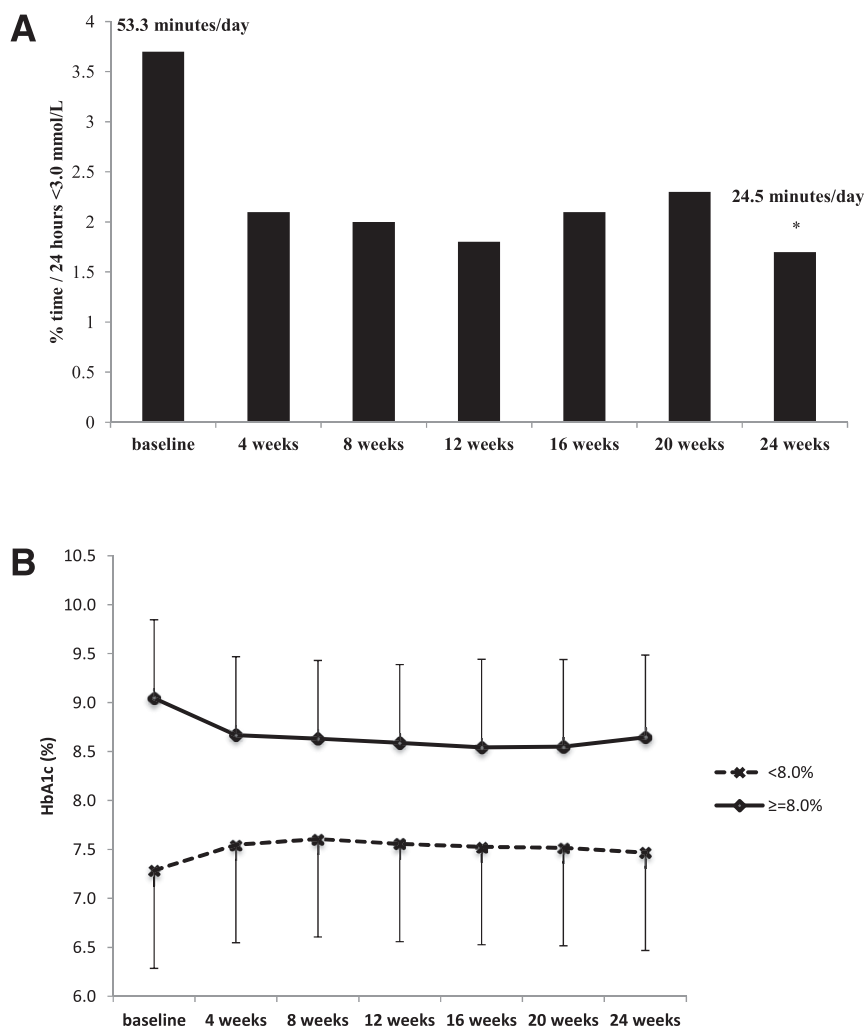 A
53.3 minutes/day
4
3.5
3
2.5
2
1.5
1
0.5
0
% time / 24 hours <3.0 mmol/L
24.5 minutes/day
*
baseline 4 weeks 8 weeks 12 weeks 16 weeks 20 weeks 24 weeks
B
10.5
10.0
9.5
9.0
8.5
8.0
7.5
7.0
6.5
6.0
HbA1c (%)
<8.0%
≥=8.0%
baseline 4 weeks 8 weeks 12 weeks 16 weeks 20 weeks 24 weeks